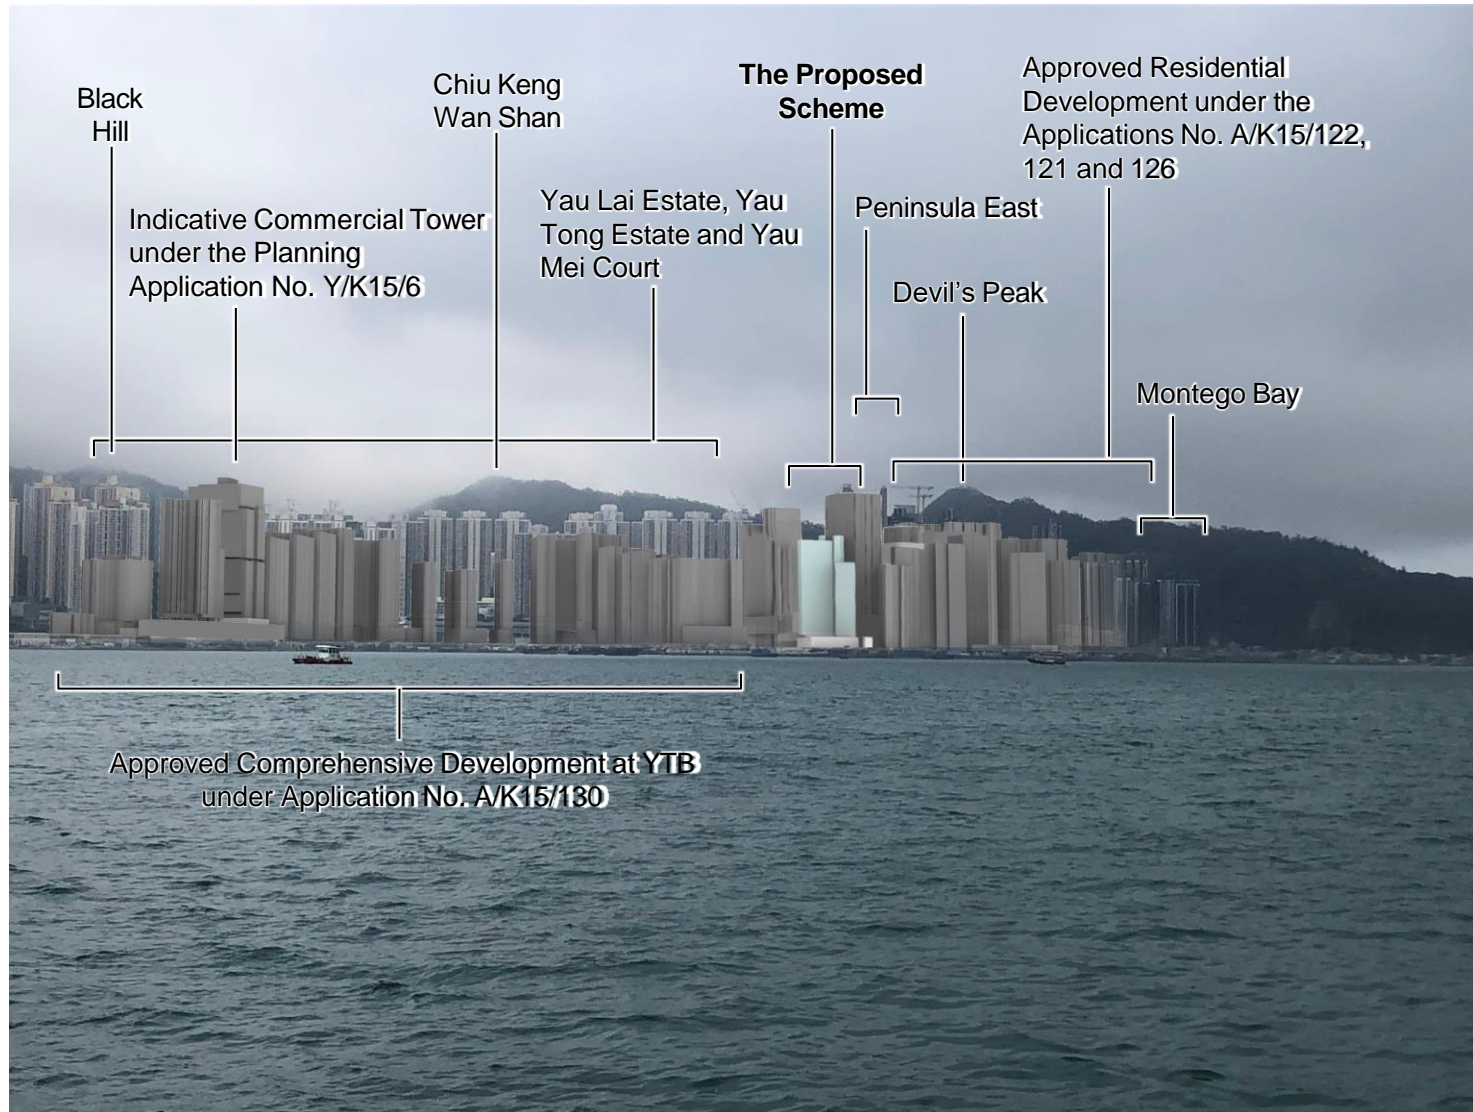 Black
Hill
Chiu Keng
Wan Shan
The Proposed
Scheme
Approved Residential
Development under the
Applications No. A/K15/122,
121 and 126
Indicative Commercial Tower
under the Planning
Application No. Y/K15/6
Yau Lai Estate, Yau
Tong Estate and Yau
Mei Court
Peninsula East
Devil's Peak
Montego Bay
Approved Comprehensive Development at YTB
under Application No. A/K15/130